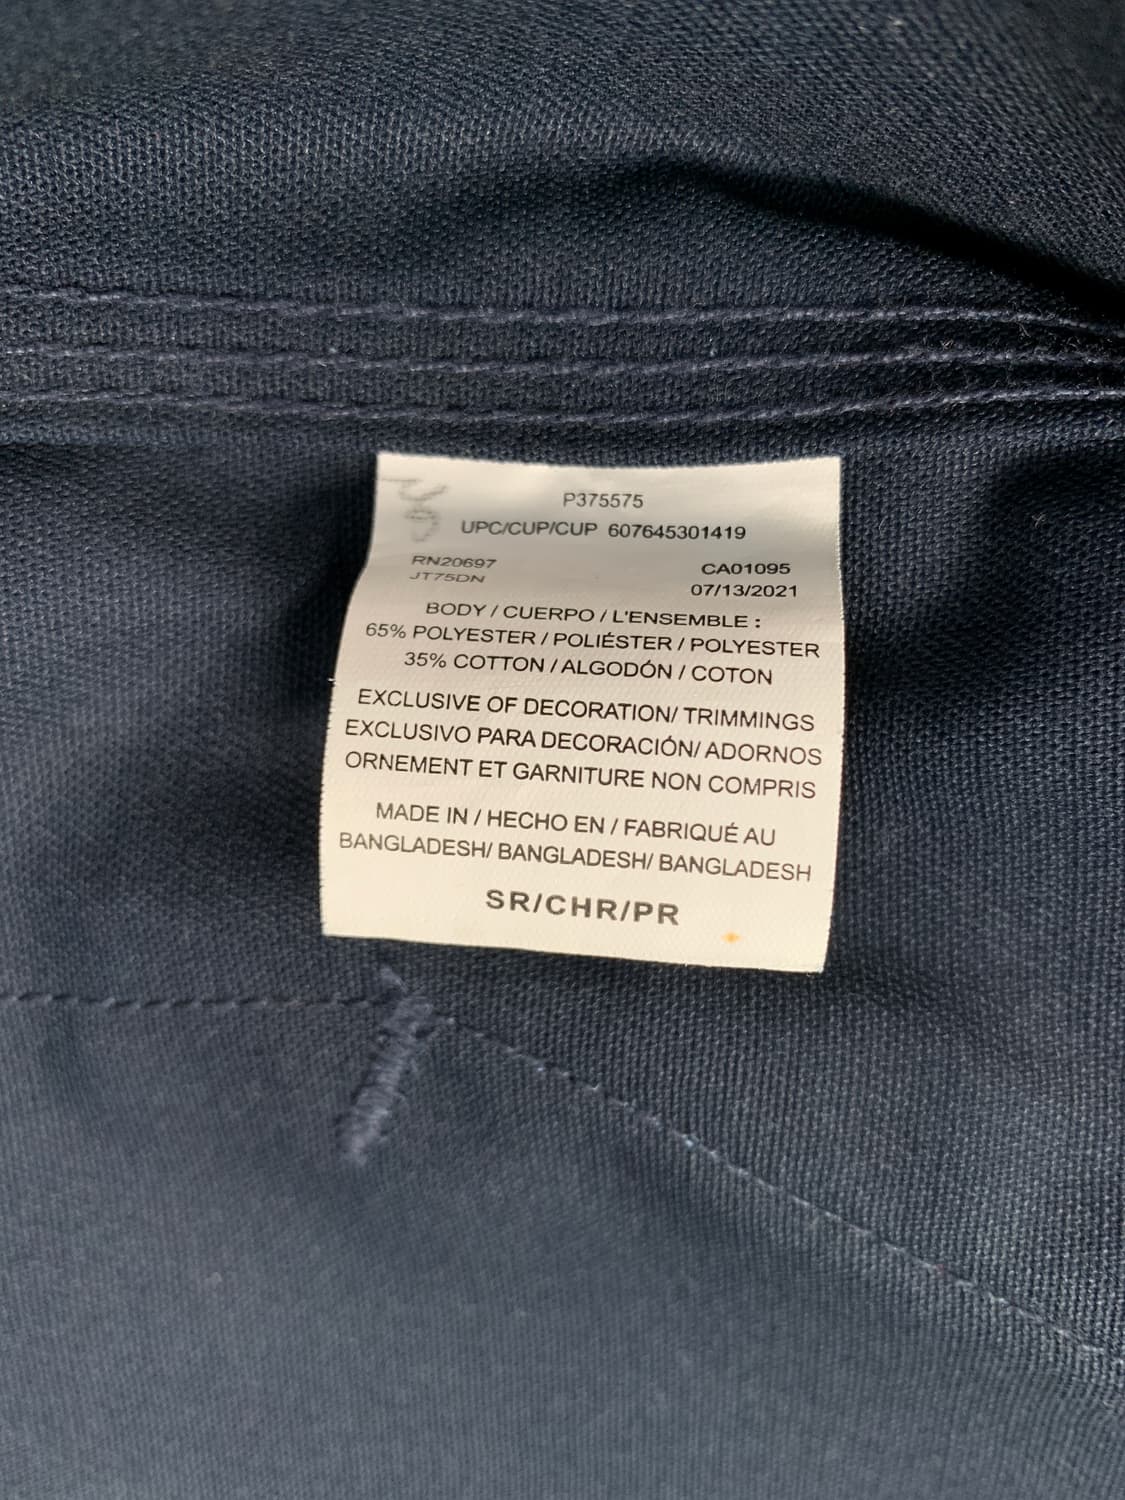 P375575
UPC/CUP/CUP 607645301419
RN20697 CA01095
JT75DN 07/13/2021
BODY / CUERPO / L'ENSEMBLE :
65% POLYESTER / POLIÉSTER / POLYESTER
35% COTTON / ALGODÓN / COTON
EXCLUSIVE OF DECORATION/ TRIMMINGS
EXCLUSIVO PARA DECORACIÓN/ ADORNOS
ORNEMENT ET GARNITURE NON COMPRIS
MADE IN / HECHO EN / FABRIQUÉ AU
BANGLADESH/ BANGLADESH/ BANGLADESH
SR/CHR/PR